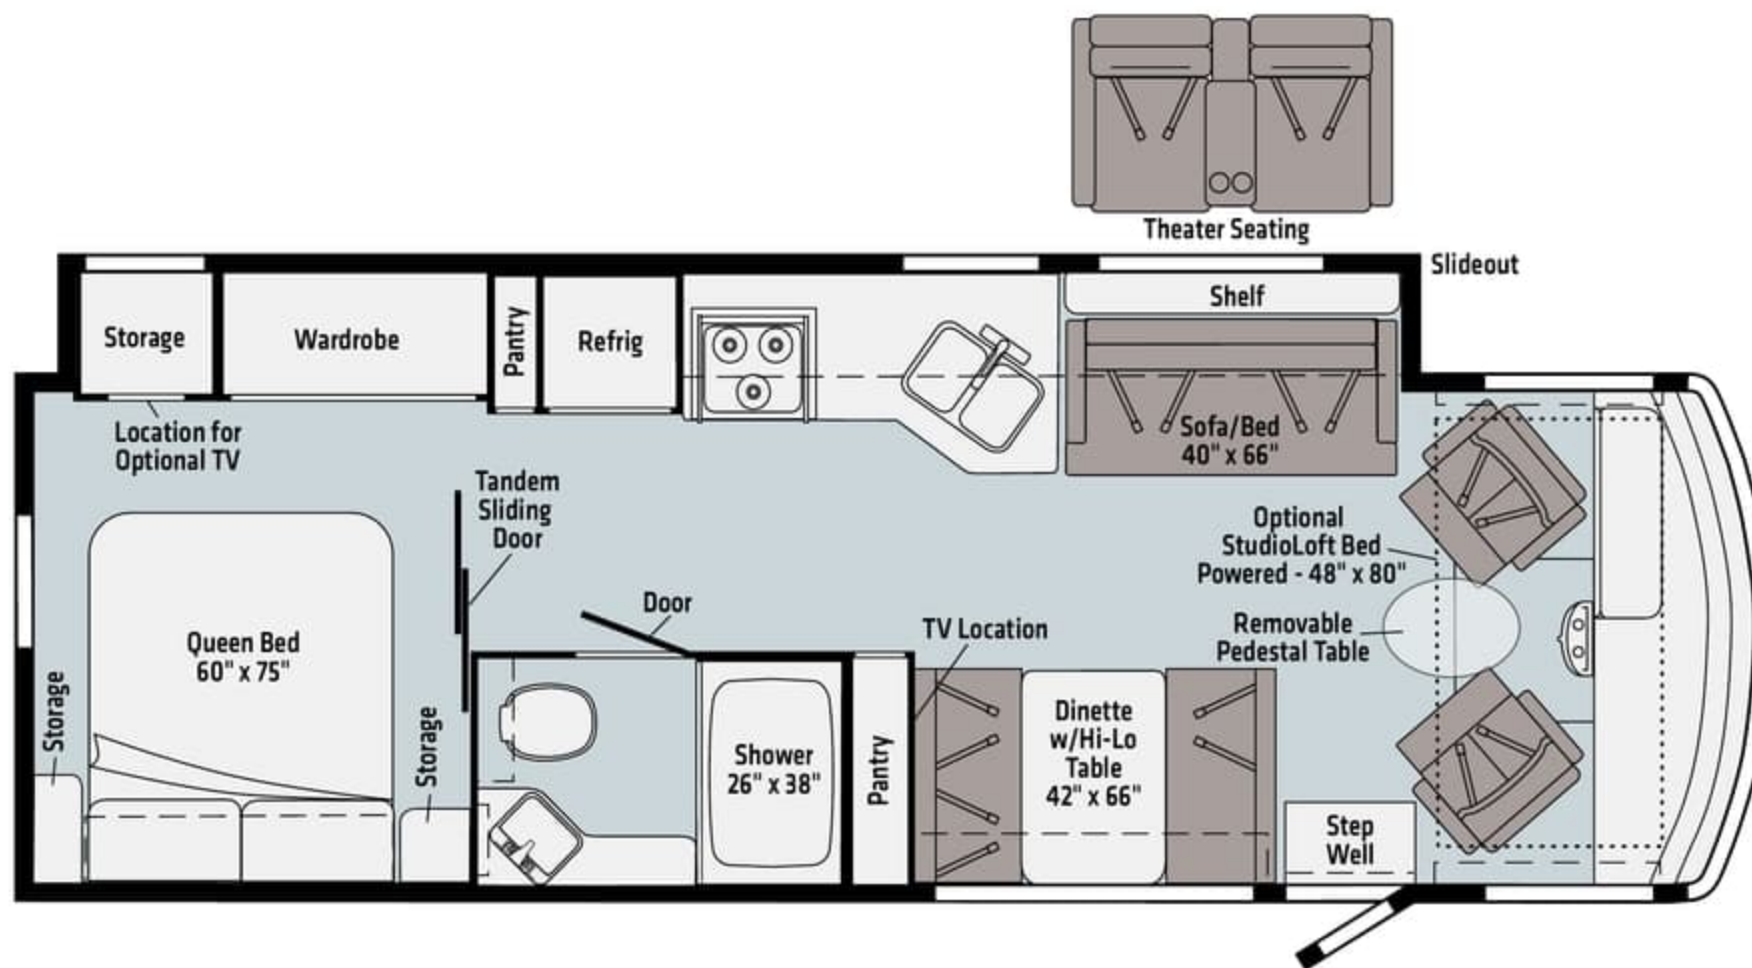 Theater Seating
Slideout
Shelf
Storage
Wardrobe
Pantry
Refrig
Sofa/Bed
40" x 66"
Location for
Optional TV
Tandem
Sliding
Door
Optional
StudioLoft Bed
Powered - 48" x 80"
Door
TV Location
Removable
Pedestal Table
Queen Bed
60" x 75"
Storage
Storage
Shower
26" x 38"
Pantry
Dinette
w/Hi-Lo
Table
42" x 66"
Step
Well